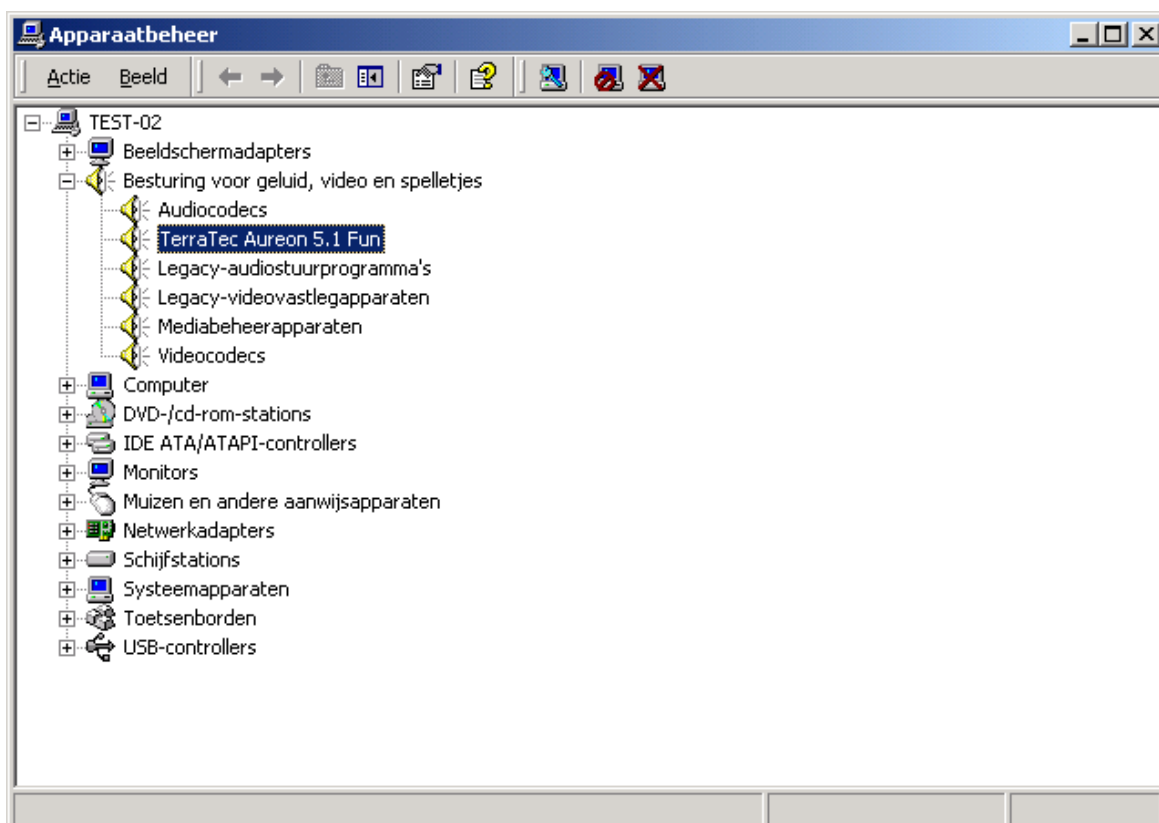 Apparaatbeheer
Actie Beeld
TEST-02
Beeldschermadapters
Besturing voor geluid, video en spelletjes
Audiocodecs
TerraTec Aureon 5.1 Fun
Legacy-audiostuurprogramma's
Legacy-videovastlegapparaten
Mediabeheerapparaten
Videocodecs
Computer
DVD-/cd-rom-stations
IDE ATA/ATAPI-controllers
Monitors
Muizen en andere aanwijsapparaten
Netwerkadapters
Schijfstations
Systeemapparaten
Toetsenborden
USB-controllers